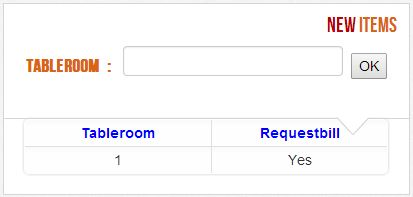 NEW ITEMS
TABLEROOM : OK
Tableroom Requestbill
1 Yes